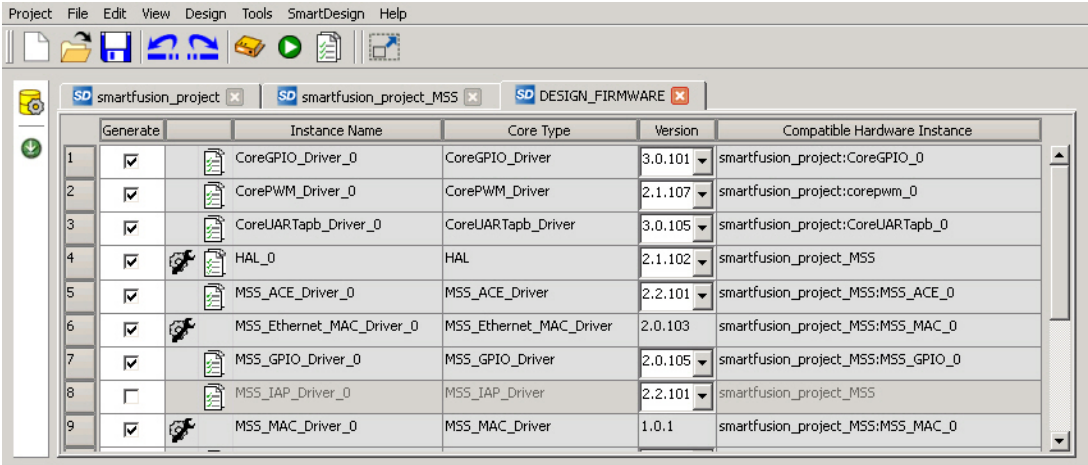 Project File Edit View Design Tools SmartDesign Help
SD smartfusion_project SD smartfusion_project_MSS SD DESIGN_FIRMWARE
Generate Instance Name Core Type Version Compatible Hardware Instance
1 CoreGPIO_Driver_0 CoreGPIO_Driver 3.0.101 smartfusion_project:CoreGPIO_0
2 CorePWM_Driver_0 CorePWM_Driver 2.1.107 smartfusion_project:corepwm_0
3 CoreUARTapb_Driver_0 CoreUARTapb_Driver 3.0.105 smartfusion_project:CoreUARTapb_0
4 HAL_0 HAL 2.1.102 smartfusion_project_MSS
5 MSS_ACE_Driver_0 MSS_ACE_Driver 2.2.101 smartfusion_project_MSS:MSS_ACE_0
6 MSS_Ethernet_MAC_Driver_0 MSS_Ethernet_MAC_Driver 2.0.103 smartfusion_project_MSS:MSS_MAC_0
7 MSS_GPIO_Driver_0 MSS_GPIO_Driver 2.0.105 smartfusion_project_MSS:MSS_GPIO_0
8 MSS_IAP_Driver_0 MSS_IAP_Driver 2.2.101 smartfusion_project_MSS
9 MSS_MAC_Driver_0 MSS_MAC_Driver 1.0.1 smartfusion_project_MSS:MSS_MAC_0